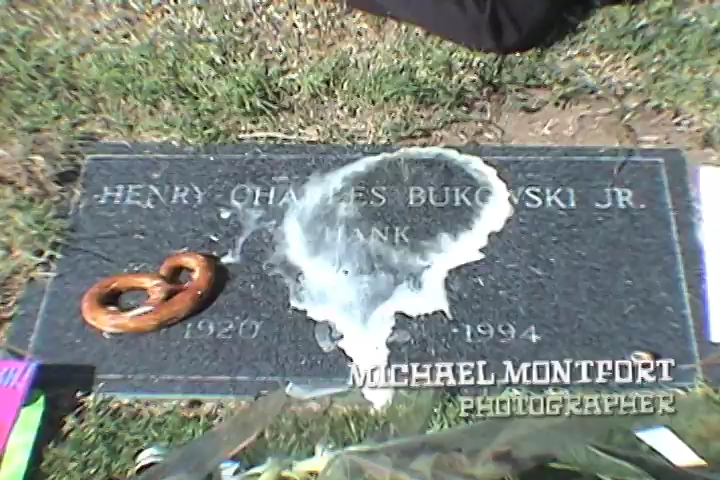 HENRY CHARLES BUKOWSKI JR.
HANK
1920 1994
MICHAEL MONTFORT
PHOTOGRAPHER